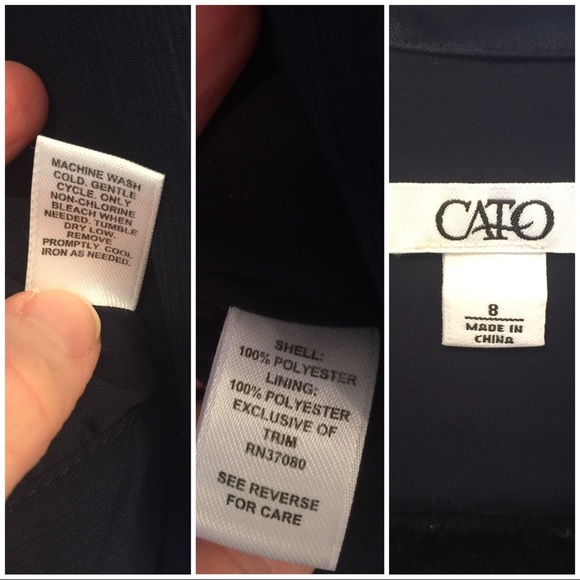 MACHINE WASH
COLD. GENTLE
CYCLE. ONLY
NON-CHLORINE
BLEACH WHEN
NEEDED. TUMBLE
DRY LOW.
REMOVE
PROMPTLY. COOL
IRON AS NEEDED.
SHELL:
100% POLYESTER
LINING:
100% POLYESTER
EXCLUSIVE OF
TRIM
RN37080
SEE REVERSE
FOR CARE
CATO
8
MADE IN
CHINA